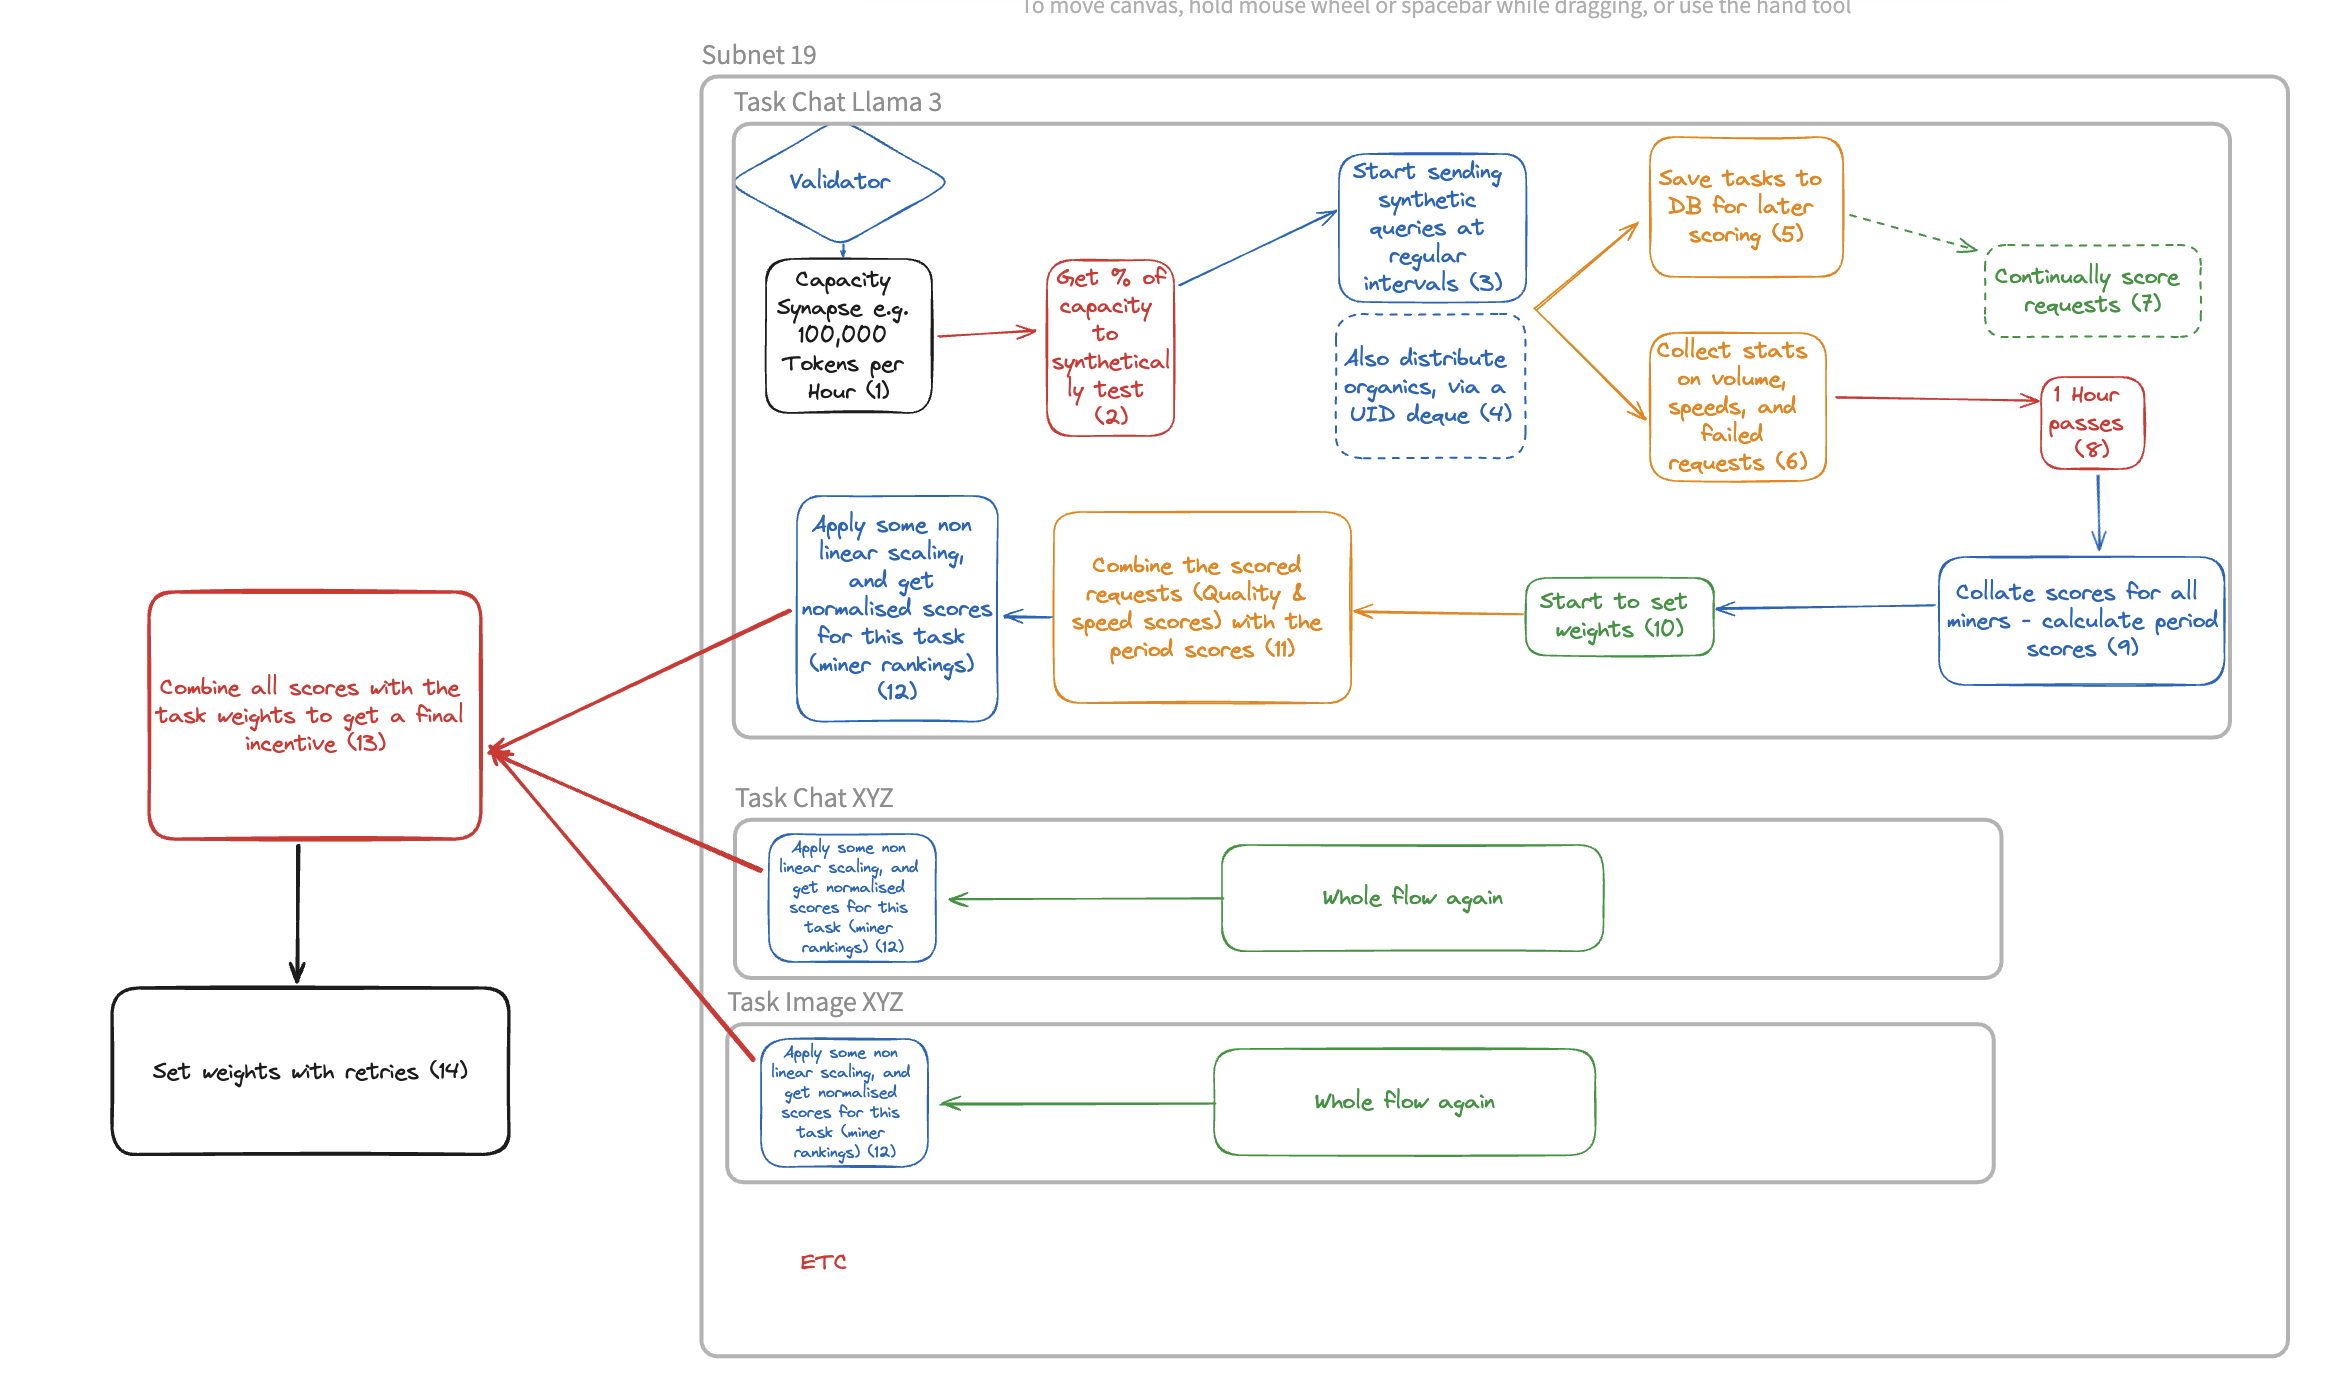 To move canvas, hold mouse wheel or spacebar while dragging, or use the hand tool
Subnet 19
Task Chat Llama 3
Validator
Capacity
Synapse e.g.
100,000
Tokens per
Hour (1)
Get % of
capacity
to
synthetical
ly test
(2)
Start sending
synthetic
queries at
regular
intervals (3)
Also distribute
organics, via a
UID deque (4)
Save tasks to
DB for later
scoring (5)
Collect stats
on volume,
speeds, and
failed
requests (6)
Continually score
requests (7)
1 Hour
passes
(8)
Collate scores for all
miners - calculate period
scores (9)
Start to set
weights (10)
Combine the scored
requests (Quality &
speed scores) with the
period scores (11)
Apply some non
linear scaling,
and get
normalised scores
for this task
(miner rankings)
(12)
Combine all scores with the
task weights to get a final
incentive (13)
Set weights with retries (14)
Task Chat XYZ
Apply some non
linear scaling, and
get normalised
scores for this
task (miner
rankings) (12)
Whole flow again
Task Image XYZ
Apply some non
linear scaling, and
get normalised
scores for this
task (miner
rankings) (12)
Whole flow again
ETC